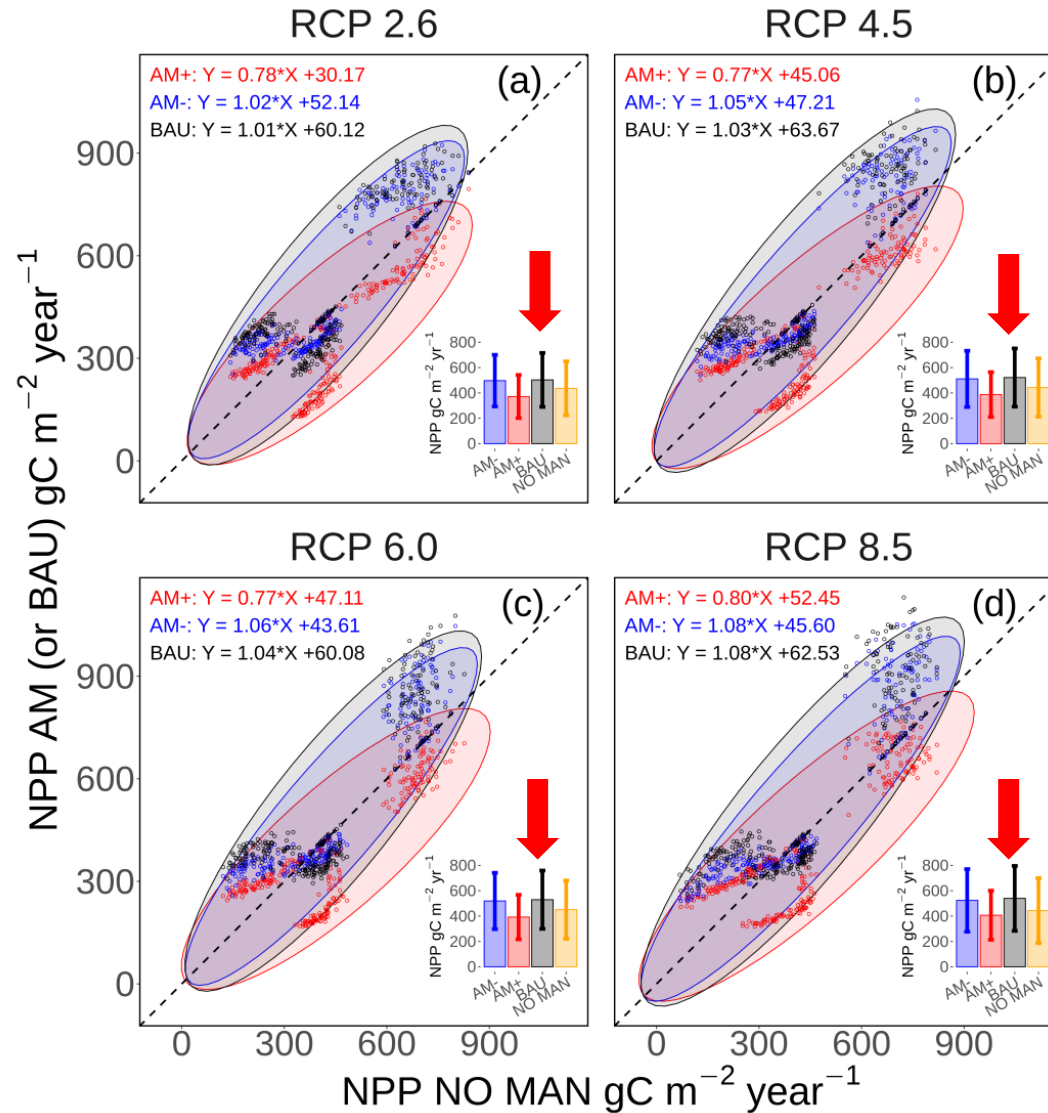 RCP 2.6
RCP 4.5
AM+: Y = 0.78*X +30.17
AM-: Y = 1.02*X +52.14
BAU: Y = 1.01*X +60.12
(a)
AM+: Y = 0.77*X +45.06
AM-: Y = 1.05*X +47.21
BAU: Y = 1.03*X +63.67
(b)
900
600
300
0
NPP gC m⁻² yr⁻¹
800
600
400
200
0
AM-
AM+
BAU
NO MAN
NPP gC m⁻² yr⁻¹
800
600
400
200
0
AM-
AM+
BAU
NO MAN
NPP AM (or BAU) gC m⁻² year⁻¹
RCP 6.0
RCP 8.5
AM+: Y = 0.77*X +47.11
AM-: Y = 1.06*X +43.61
BAU: Y = 1.04*X +60.08
(c)
AM+: Y = 0.80*X +52.45
AM-: Y = 1.08*X +45.60
BAU: Y = 1.08*X +62.53
(d)
900
600
300
0
NPP gC m⁻² yr⁻¹
800
600
400
200
0
AM-
AM+
BAU
NO MAN
NPP gC m⁻² yr⁻¹
800
600
400
200
0
AM-
AM+
BAU
NO MAN
0 300 600 900
0 300 600 900
NPP NO MAN gC m⁻² year⁻¹